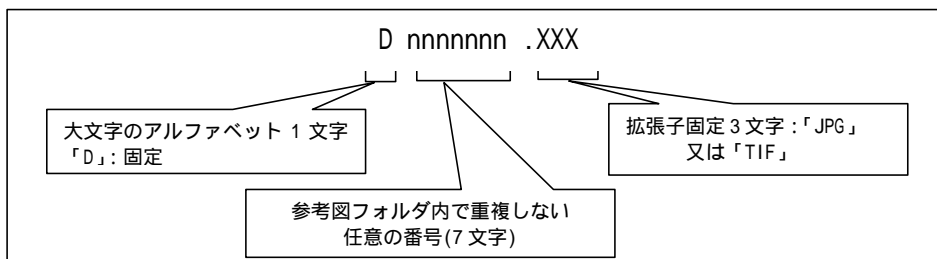 D nnnnnnn .XXX
大文字のアルファベット 1 文字
「D」: 固定
拡張子固定 3 文字 :「JPG」
又は「TIF」
参考図フォルダ内で重複しない
任意の番号(7 文字)